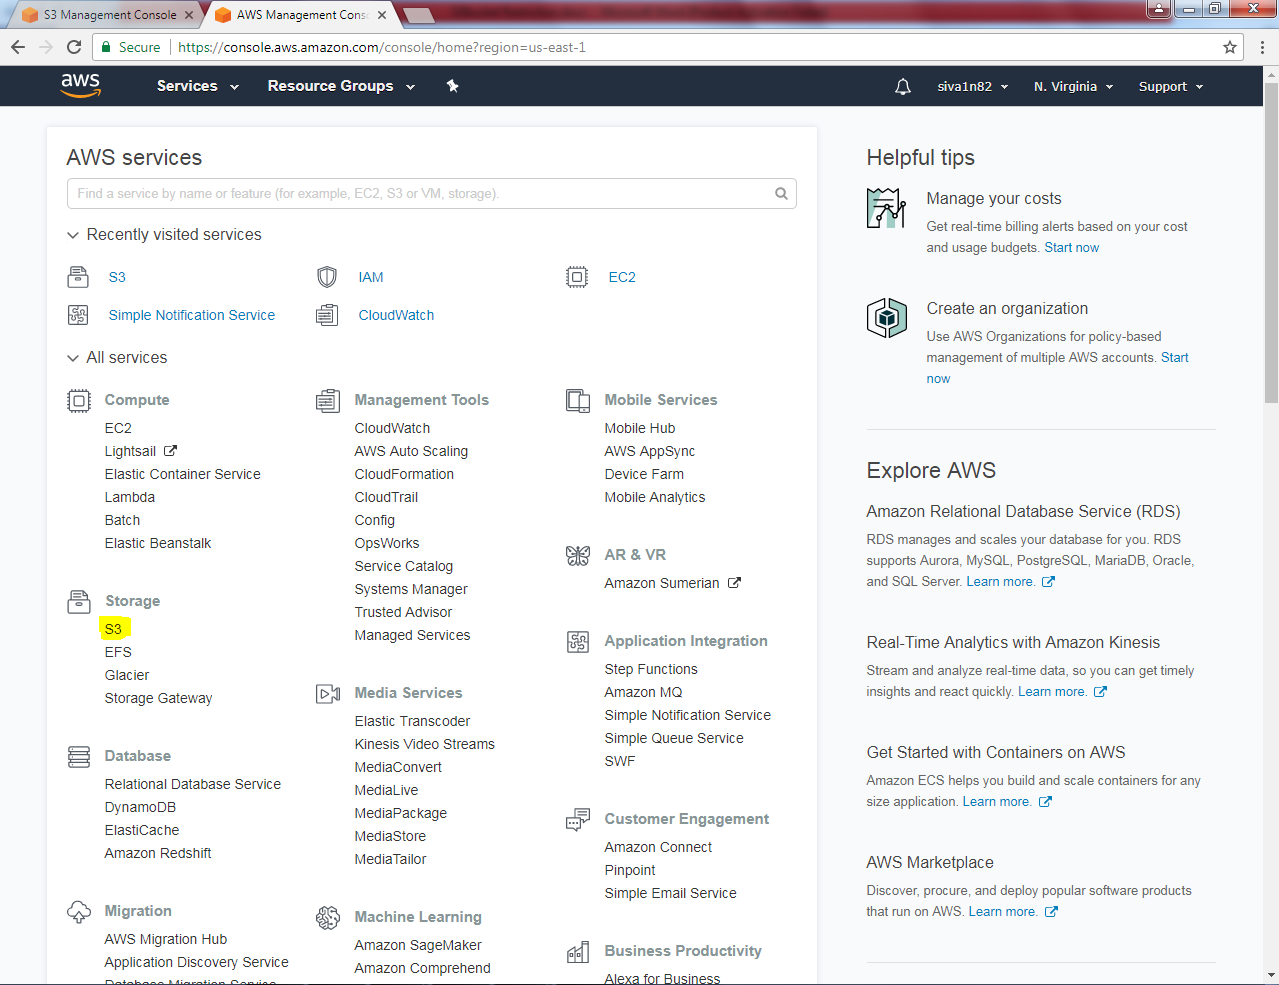 S3 Management Console
AWS Management Cons
Secure
https://console.aws.amazon.com/console/home?region=us-east-1
aws
Services
Resource Groups
siva1n82
N. Virginia
Support
AWS services
Find a service by name or feature (for example, EC2, S3 or VM, storage).
Recently visited services
S3
IAM
EC2
Simple Notification Service
CloudWatch
All services
Compute
EC2
Lightsail
Elastic Container Service
Lambda
Batch
Elastic Beanstalk
Storage
S3
EFS
Glacier
Storage Gateway
Database
Relational Database Service
DynamoDB
ElastiCache
Amazon Redshift
Migration
AWS Migration Hub
Application Discovery Service
Database Migration Service
Management Tools
CloudWatch
AWS Auto Scaling
CloudFormation
CloudTrail
Config
OpsWorks
Service Catalog
Systems Manager
Trusted Advisor
Managed Services
Media Services
Elastic Transcoder
Kinesis Video Streams
MediaConvert
MediaLive
MediaPackage
MediaStore
MediaTailor
Machine Learning
Amazon SageMaker
Amazon Comprehend
Mobile Services
Mobile Hub
AWS AppSync
Device Farm
Mobile Analytics
AR & VR
Amazon Sumerian
Application Integration
Step Functions
Amazon MQ
Simple Notification Service
Simple Queue Service
SWF
Customer Engagement
Amazon Connect
Pinpoint
Simple Email Service
Business Productivity
Alexa for Business
Helpful tips
Manage your costs
Get real-time billing alerts based on your cost
and usage budgets. Start now
Create an organization
Use AWS Organizations for policy-based
management of multiple AWS accounts. Start
now
Explore AWS
Amazon Relational Database Service (RDS)
RDS manages and scales your database for you. RDS
supports Aurora, MySQL, PostgreSQL, MariaDB, Oracle,
and SQL Server. Learn more.
Real-Time Analytics with Amazon Kinesis
Stream and analyze real-time data, so you can get timely
insights and react quickly. Learn more.
Get Started with Containers on AWS
Amazon ECS helps you build and scale containers for any
size application. Learn more.
AWS Marketplace
Discover, procure, and deploy popular software products
that run on AWS. Learn more.